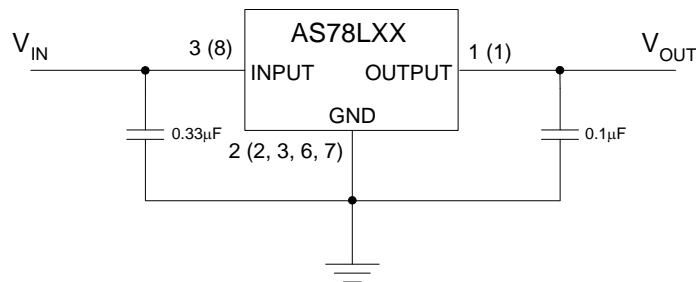 AS78LXX
V_IN
3 (8)
1 (1)
V_OUT
INPUT
OUTPUT
GND
0.33μF
2 (2, 3, 6, 7)
0.1μF